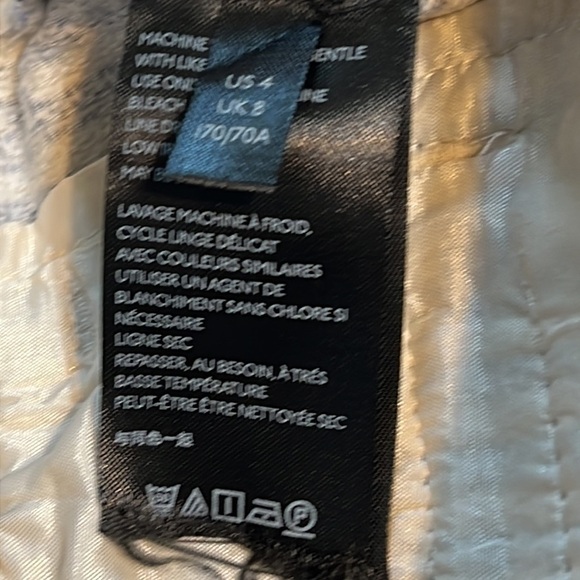 MACHINE
ENTLE
WITH LIKE
USE ON
INE
BLEACH
LINE D
LOW
MAY
US 4
UK 8
170/70A
LAVAGE MACHINE À FROID,
CYCLE LINGE DÉLICAT
AVEC COULEURS SIMILAIRES
UTILISER UN AGENT DE
BLANCHIMENT SANS CHLORE SI
NÉCESSAIRE
LIGNE SEC
REPASSER, AU BESOIN, À TRÈS
BASSE TEMPÉRATURE
PEUT-ÊTRE ÊTRE NETTOYÉE SEC